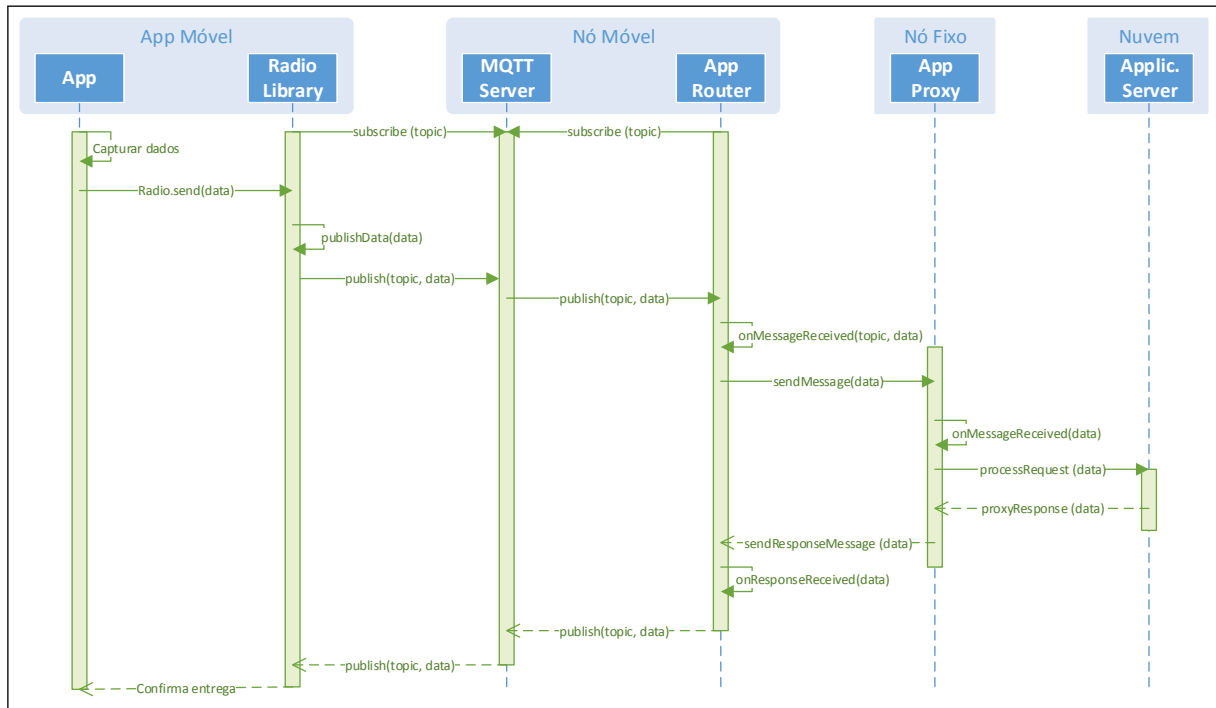 App Móvel
Nó Móvel
Nó Fixo
Nuvem
App
Radio
Library
MQTT
Server
App
Router
App
Proxy
Applic.
Server
subscribe (topic)
subscribe (topic)
Capturar dados
Radio.send(data)
publishData(data)
publish(topic, data)
publish(topic, data)
onMessageReceived(topic, data)
sendMessage(data)
onMessageReceived(data)
processRequest (data)
proxyResponse (data)
sendResponseMessage (data)
onResponseReceived(data)
publish(topic, data)
publish(topic, data)
Confirma entrega